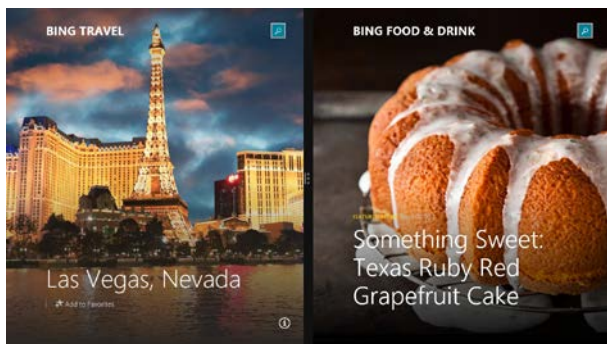 BING TRAVEL
Las Vegas, Nevada
Add to Favorites
BING FOOD & DRINK
Something Sweet:
Texas Ruby Red
Grapefruit Cake